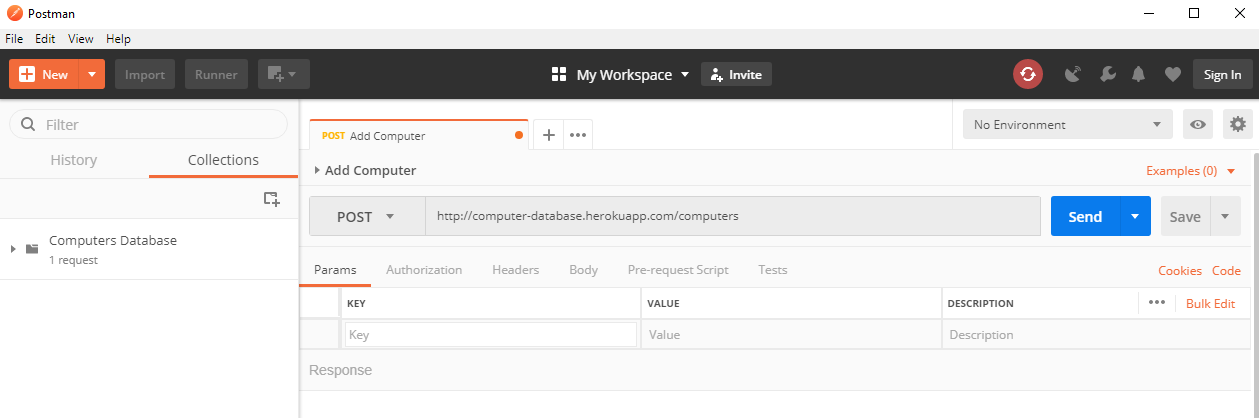 Postman
File Edit View Help
New Import Runner My Workspace Invite Sign In
Filter
History Collections
Computers Database
1 request
POST Add Computer
No Environment
Add Computer
Examples (0)
POST http://computer-database.herokuapp.com/computers Send Save
Params Authorization Headers Body Pre-request Script Tests Cookies Code
KEY VALUE DESCRIPTION Bulk Edit
Key Value Description
Response